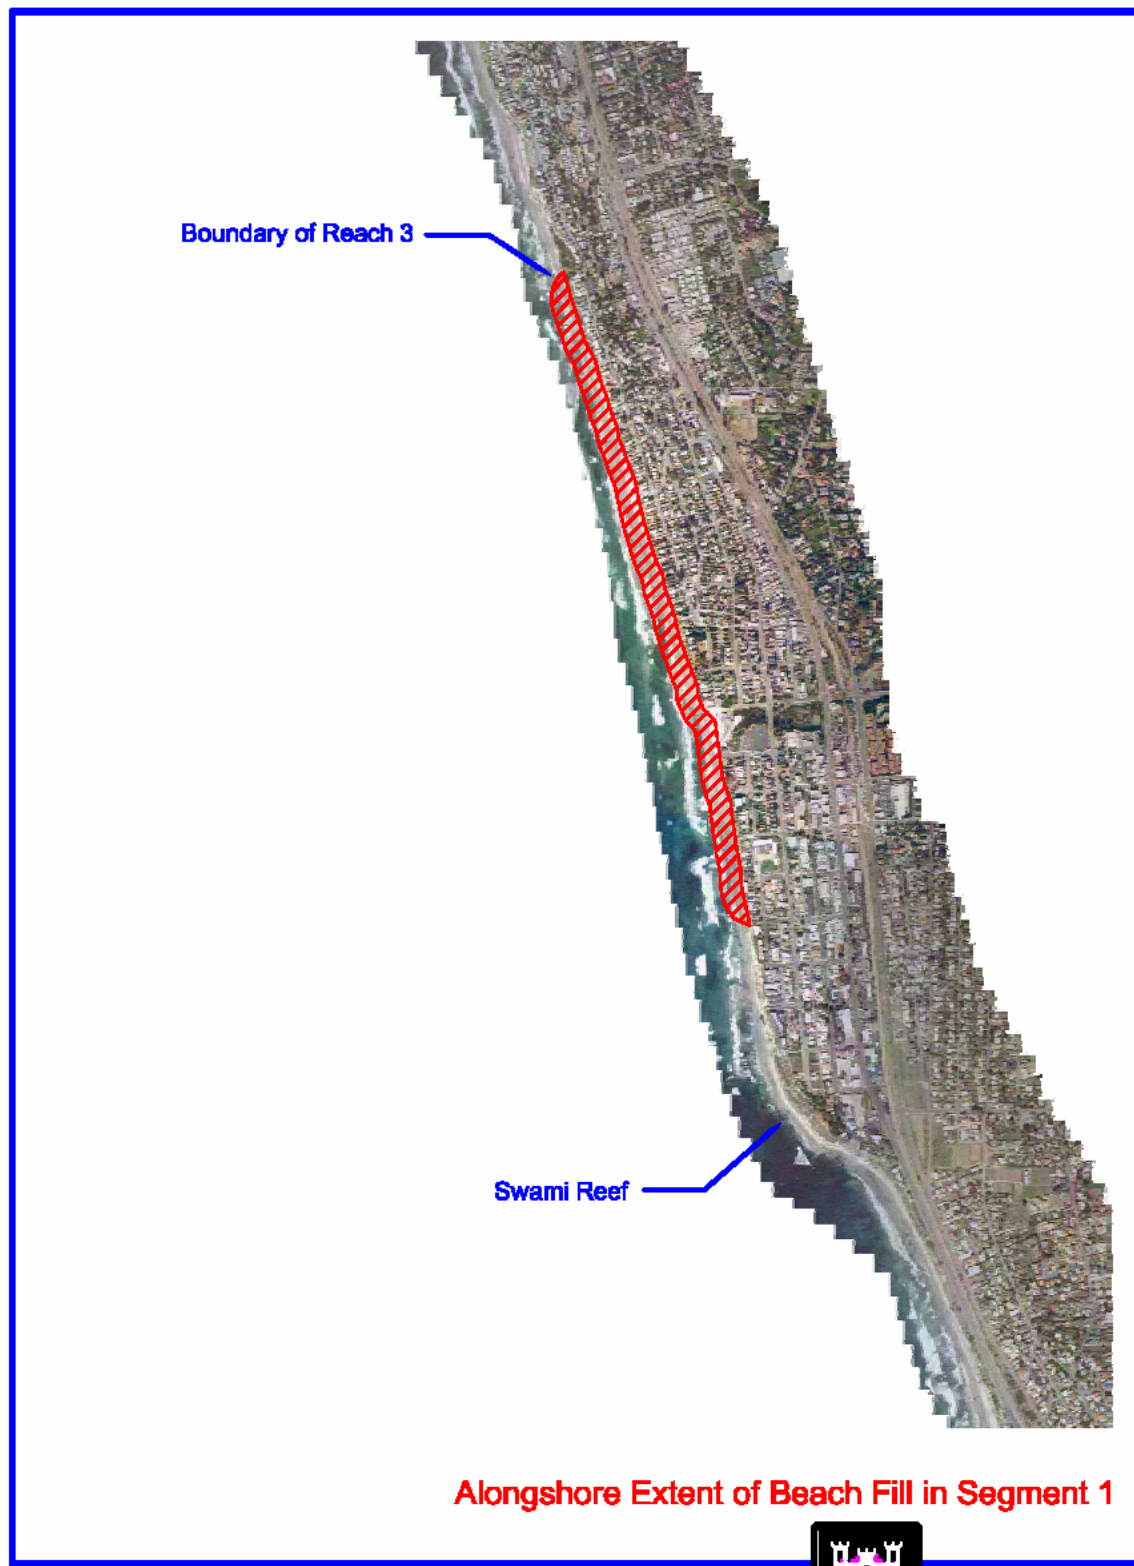 Boundary of Reach 3
Swami Reef
Alongshore Extent of Beach Fill in Segment 1